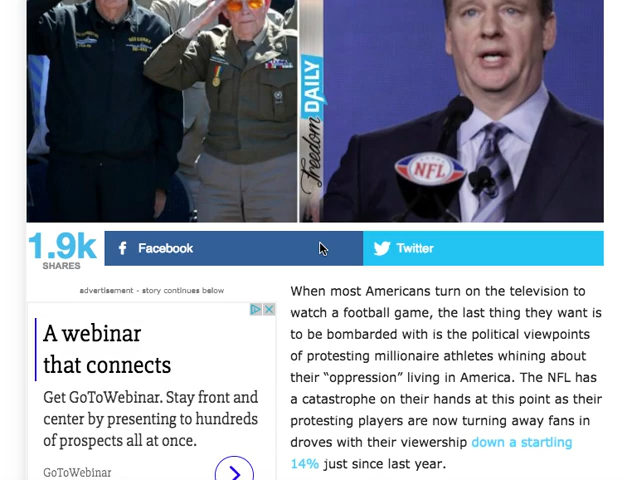 freedom DAILY
NFL
1.9k
SHARES
Facebook
Twitter
advertisement - story continues below
A webinar
that connects
Get GoToWebinar. Stay front and
center by presenting to hundreds
of prospects all at once.
GoToWebinar
When most Americans turn on the television to
watch a football game, the last thing they want is
to be bombarded with is the political viewpoints
of protesting millionaire athletes whining about
their “oppression” living in America. The NFL has
a catastrophe on their hands at this point as their
protesting players are now turning away fans in
droves with their viewership down a startling
14% just since last year.